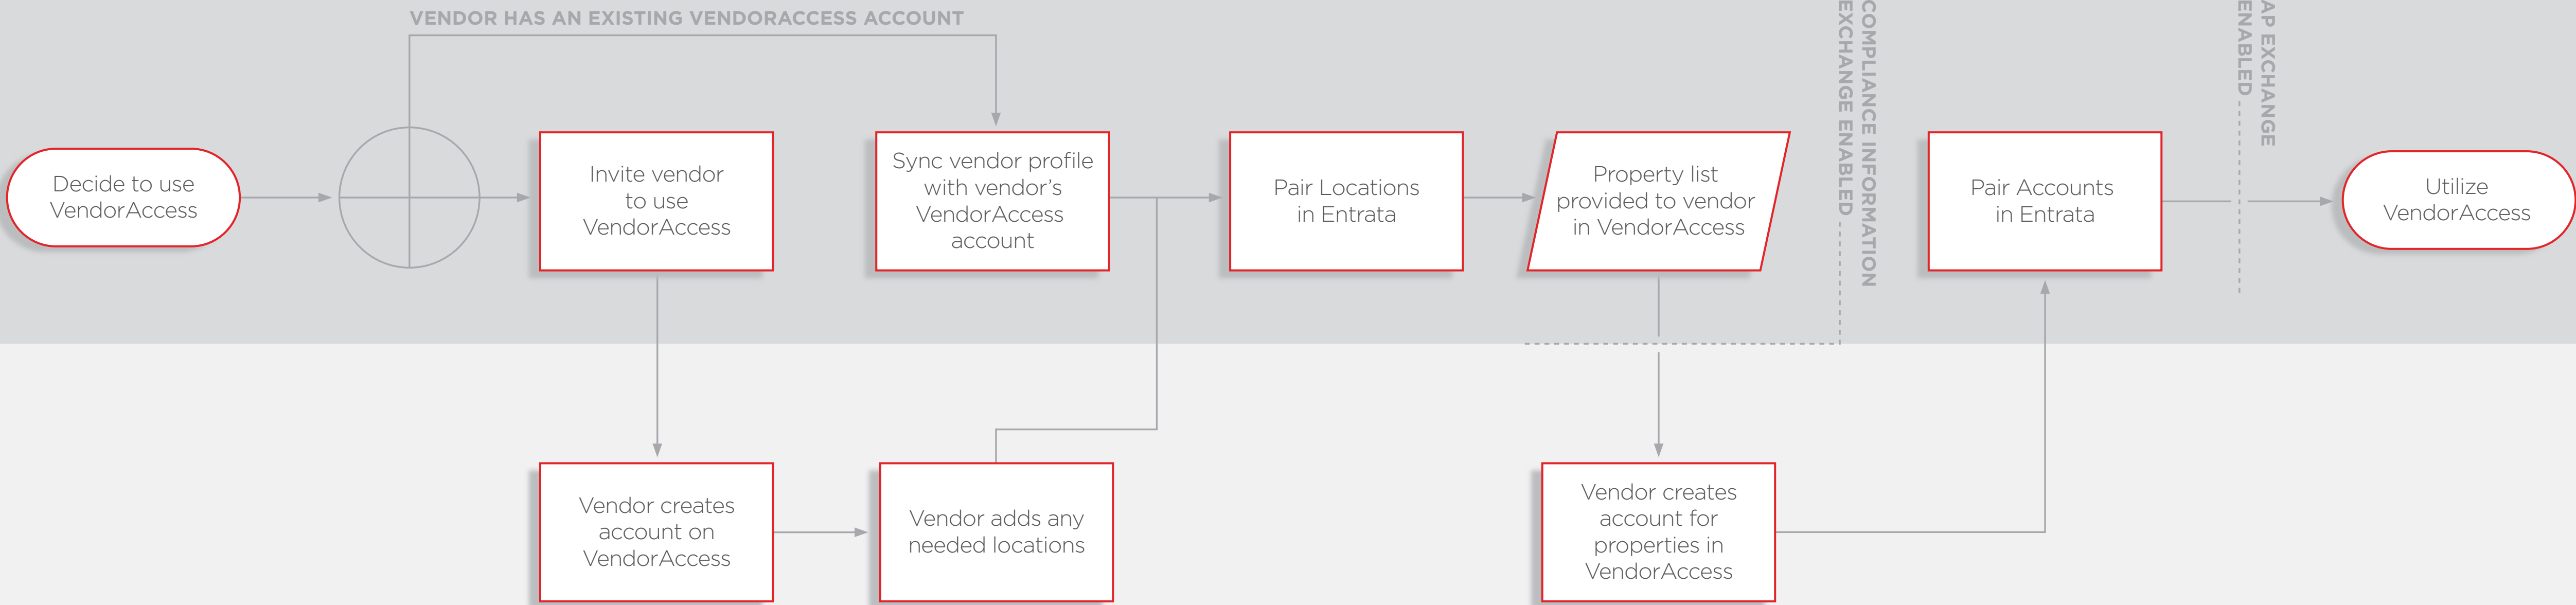 VENDOR HAS AN EXISTING VENDORACCESS ACCOUNT
Decide to use
VendorAccess
Invite vendor
to use
VendorAccess
Sync vendor profile
with vendor's
VendorAccess
account
Pair Locations
in Entrata
Property list
provided to vendor
in VendorAccess
COMPLIANCE INFORMATION
EXCHANGE ENABLED
Pair Accounts
in Entrata
AP EXCHANGE
ENABLED
Utilize
VendorAccess
Vendor creates
account on
VendorAccess
Vendor adds any
needed locations
Vendor creates
account for
properties in
VendorAccess